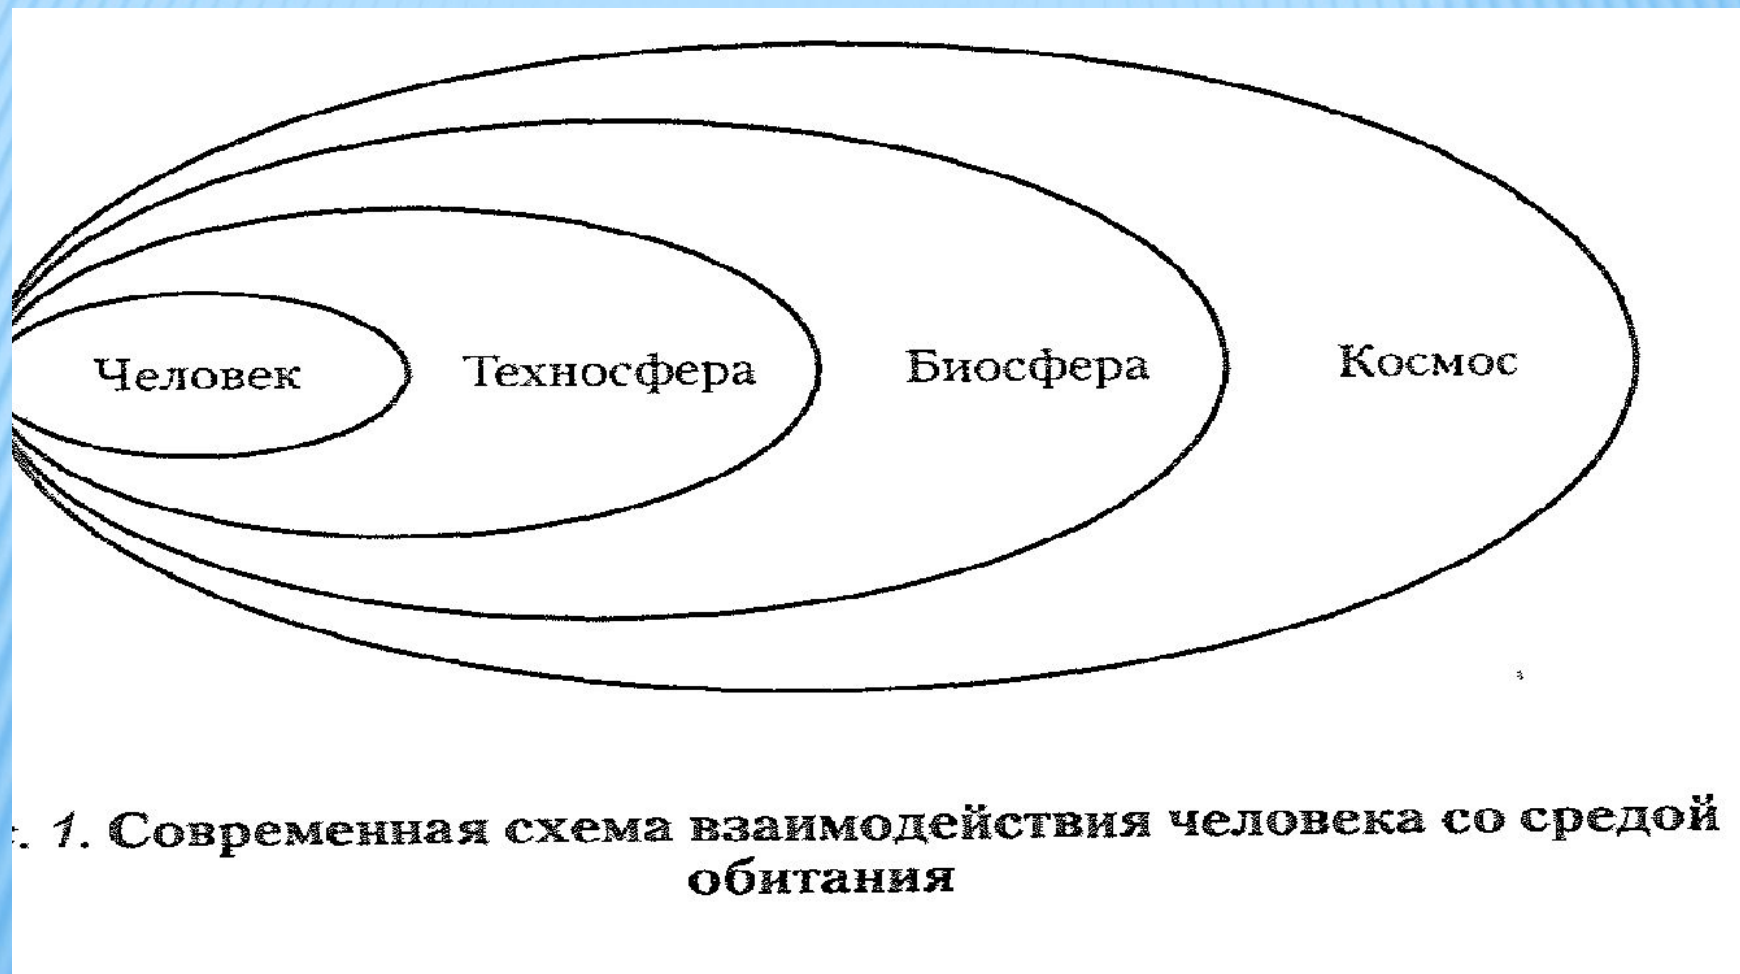 Человек Техносфера Биосфера Космос
. 1. Современная схема взаимодействия человека со средой
обитания